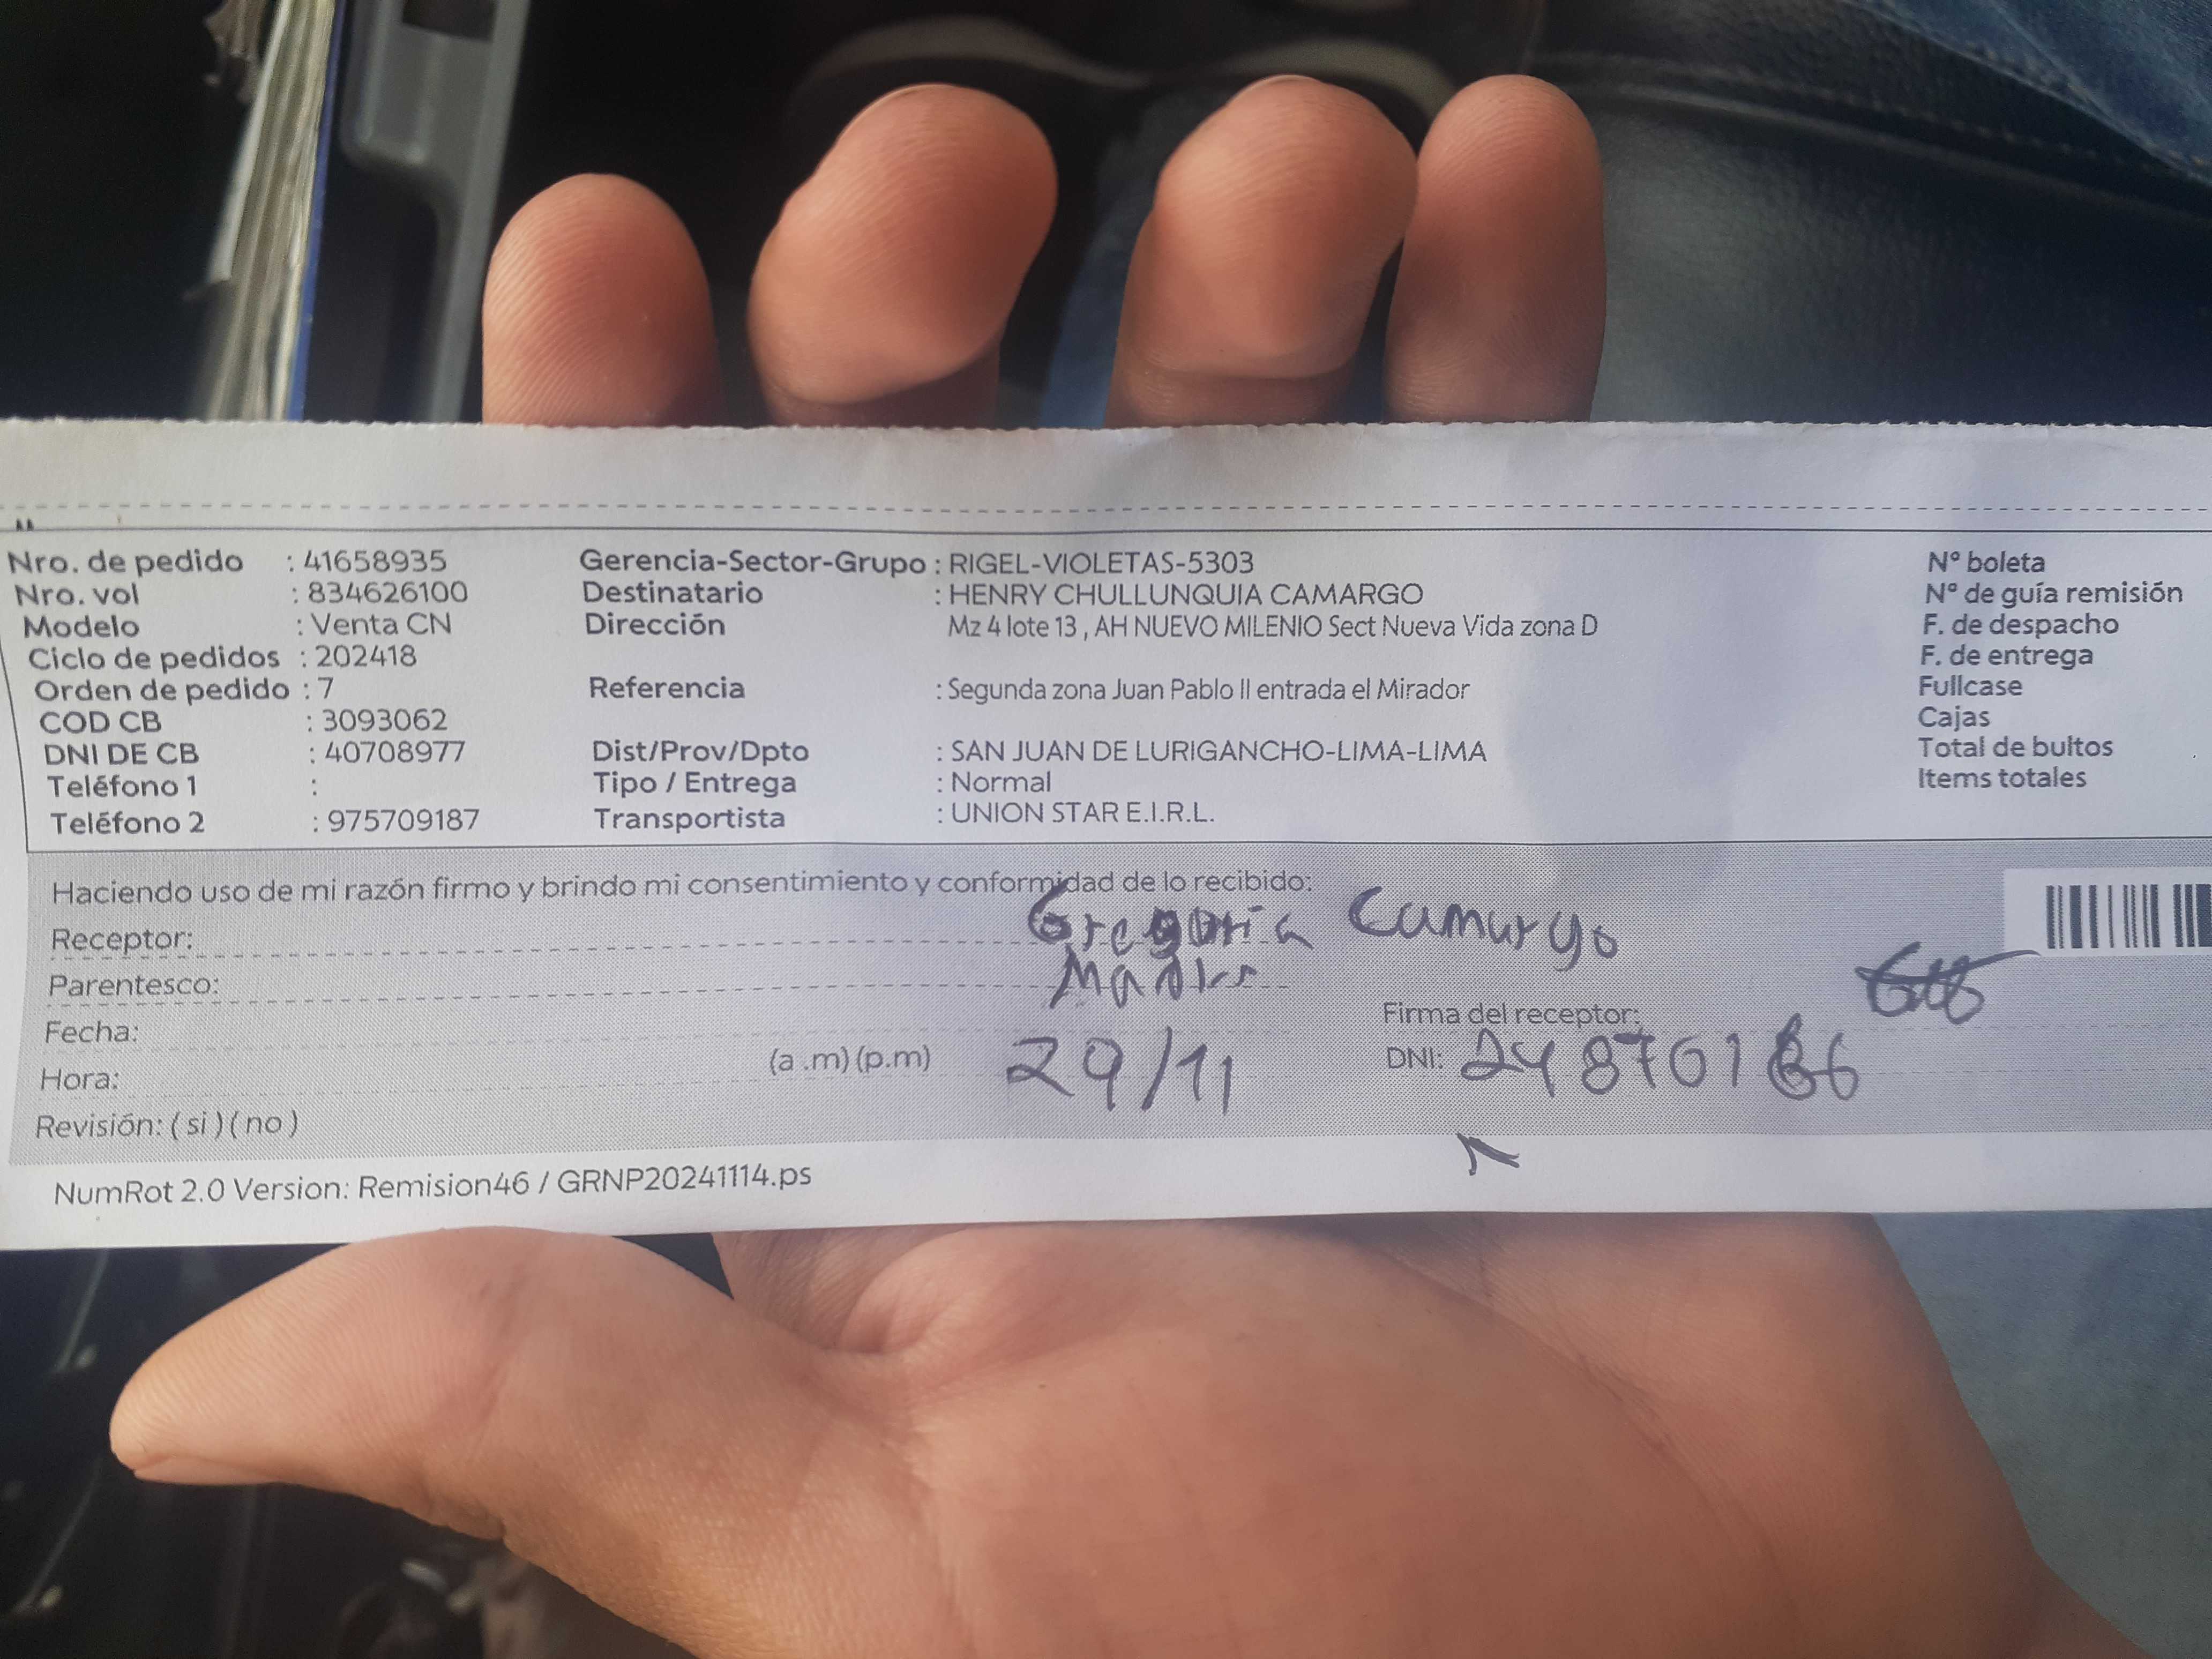 Nro. de pedido : 41658935 Gerencia-Sector-Grupo : RIGEL-VIOLETAS-5303 N° boleta
Nro. vol : 834626100 Destinatario : HENRY CHULLUNQUIA CAMARGO N° de guía remisión
Modelo : Venta CN Dirección Mz 4 lote 13 , AH NUEVO MILENIO Sect Nueva Vida zona D F. de despacho
Ciclo de pedidos : 202418 F. de entrega
Orden de pedido : 7 Referencia : Segunda zona Juan Pablo II entrada el Mirador Fullcase
COD CB : 3093062 Cajas
DNI DE CB : 40708977 Dist/Prov/Dpto : SAN JUAN DE LURIGANCHO-LIMA-LIMA Total de bultos
Teléfono 1 : Tipo / Entrega : Normal Items totales
Teléfono 2 : 975709187 Transportista : UNION STAR E.I.R.L.
Haciendo uso de mi razón firmo y brindo mi consentimiento y conformidad de lo recibido:
Receptor: Gregoria Camargo
Parentesco: Madre
Fecha: Firma del receptor:
Hora: (a .m) (p.m) 29/11 DNI:
Revisión: ( si ) ( no )
NumRot 2.0 Version: Remision46 / GRNP20241114.ps